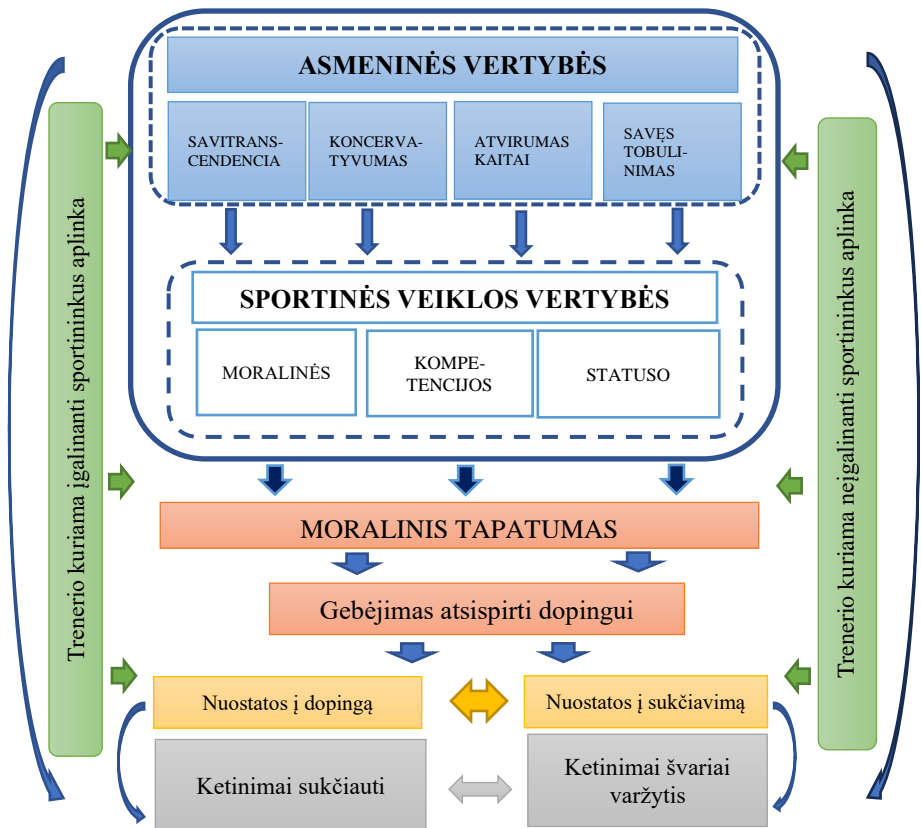 ASMENINĖS VERTYBĖS
SAVITRANS-
CENDENCIA
KONCERVA-
TYVUMAS
ATVIRUMAS
KAITAI
SAVĘS
TOBULI-
NIMAS
SPORTINĖS VEIKLOS VERTYBĖS
MORALINĖS
KOMPE-
TENCIJOS
STATUSO
Trenerio kuriama įgalinanti sportininkus aplinka
Trenerio kuriama neįgalinanti sportininkus aplinka
MORALINIS TAPATUMAS
Gebėjimas atsispirti dopingui
Nuostatos į dopingą
Nuostatos į sukčiavimą
Ketinimai sukčiauti
Ketinimai švariai
varžytis